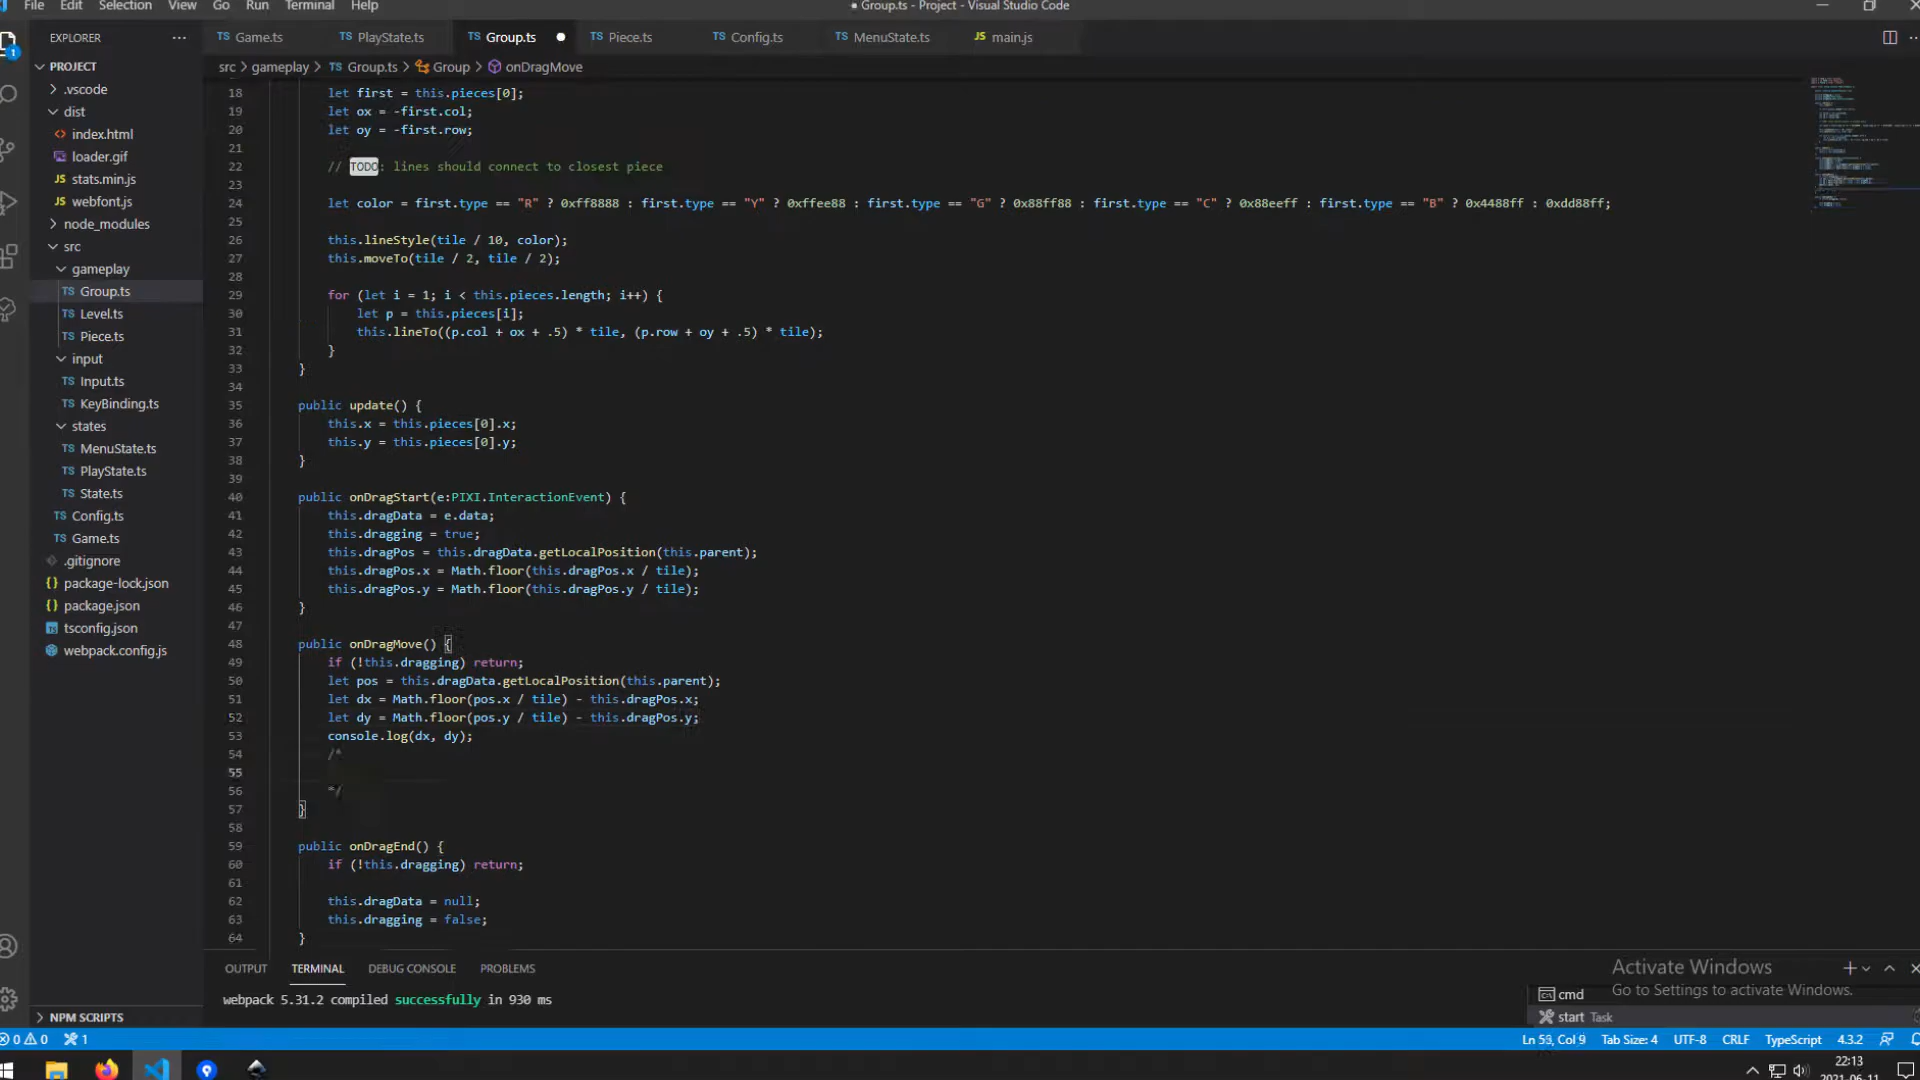 File Edit Selection View Go Run Terminal Help
● Group.ts - Project - Visual Studio Code
EXPLORER ···
TS Game.ts TS PlayState.ts TS Group.ts ● TS Piece.ts TS Config.ts TS MenuState.ts JS main.js
src > gameplay > TS Group.ts > Group > onDragMove
1
PROJECT
.vscode
dist
index.html
loader.gif
stats.min.js
webfont.js
node_modules
src
gameplay
TS Group.ts
TS Level.ts
TS Piece.ts
input
TS Input.ts
TS KeyBinding.ts
states
TS MenuState.ts
TS PlayState.ts
TS State.ts
TS Config.ts
TS Game.ts
.gitignore
package-lock.json
package.json
tsconfig.json
webpack.config.js
NPM SCRIPTS
18 let first = this.pieces[0];
19 let ox = -first.col;
20 let oy = -first.row;
21
22 // TODO: lines should connect to closest piece
23
24 let color = first.type == "R" ? 0xff8888 : first.type == "Y" ? 0xffee88 : first.type == "G" ? 0x88ff88 : first.type == "C" ? 0x88eeff : first.type == "B" ? 0x4488ff : 0xdd88ff;
25
26 this.lineStyle(tile / 10, color);
27 this.moveTo(tile / 2, tile / 2);
28
29 for (let i = 1; i < this.pieces.length; i++) {
30 let p = this.pieces[i];
31 this.lineTo((p.col + ox + .5) * tile, (p.row + oy + .5) * tile);
32 }
33 }
34
35 public update() {
36 this.x = this.pieces[0].x;
37 this.y = this.pieces[0].y;
38 }
39
40 public onDragStart(e:PIXI.InteractionEvent) {
41 this.dragData = e.data;
42 this.dragging = true;
43 this.dragPos = this.dragData.getLocalPosition(this.parent);
44 this.dragPos.x = Math.floor(this.dragPos.x / tile);
45 this.dragPos.y = Math.floor(this.dragPos.y / tile);
46 }
47
48 public onDragMove() {
49 if (!this.dragging) return;
50 let pos = this.dragData.getLocalPosition(this.parent);
51 let dx = Math.floor(pos.x / tile) - this.dragPos.x;
52 let dy = Math.floor(pos.y / tile) - this.dragPos.y;
53 console.log(dx, dy);
54 /*
55
56 */
57 }
58
59 public onDragEnd() {
60 if (!this.dragging) return;
61
62 this.dragData = null;
63 this.dragging = false;
64 }
OUTPUT TERMINAL DEBUG CONSOLE PROBLEMS
webpack 5.31.2 compiled successfully in 930 ms
Activate Windows
Go to Settings to activate Windows.
cmd
start Task
0 0 1
Tab Size: 4 UTF-8 CRLF TypeScript 4.3.2
22:13
2021-06-11